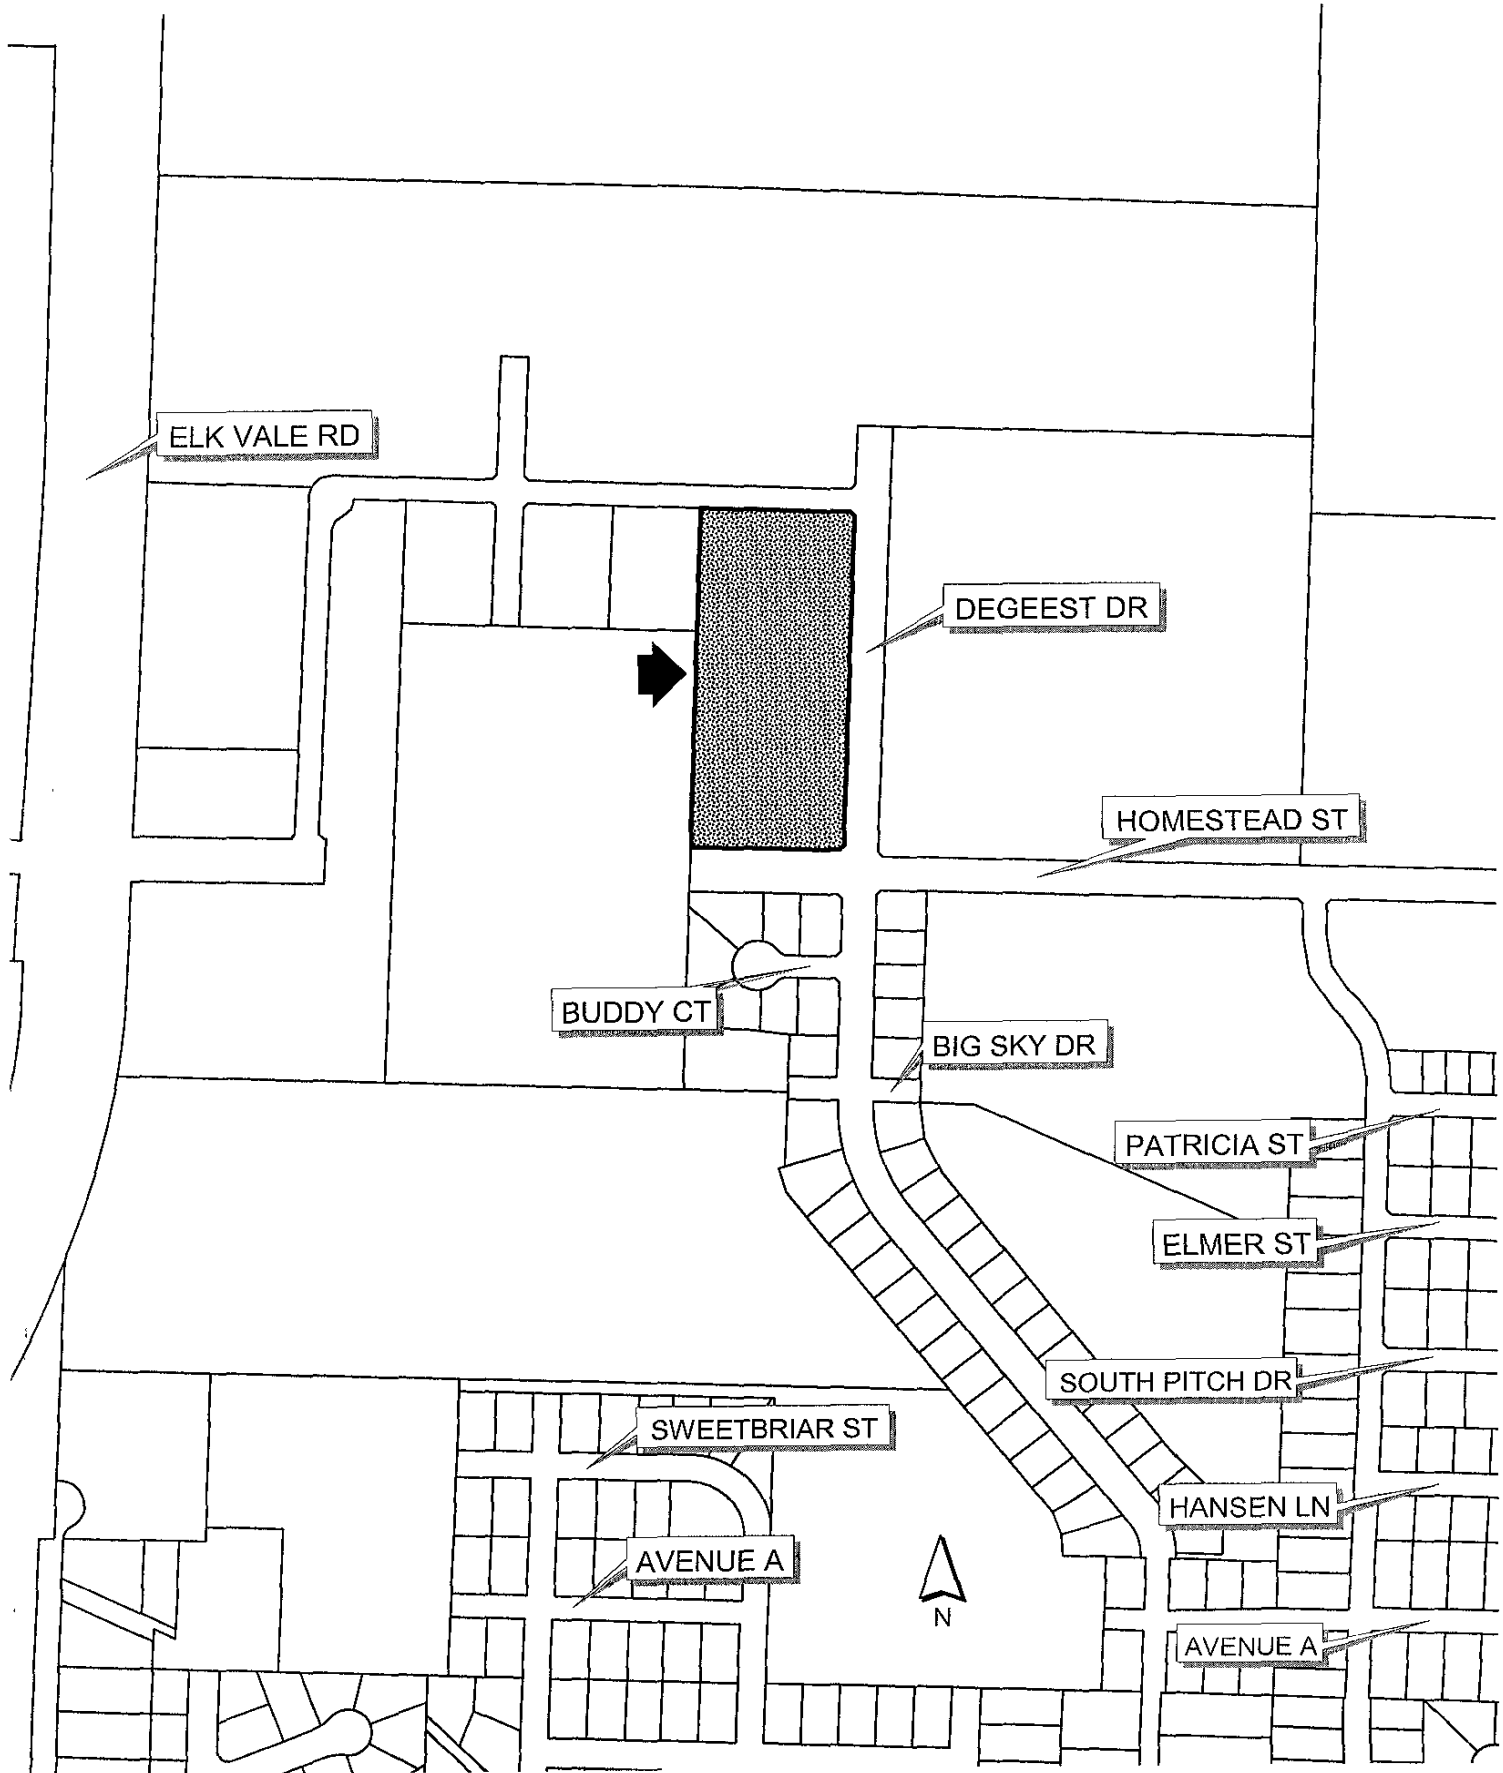 ELK VALE RD
DEGEEST DR
HOMESTEAD ST
BUDDY CT
BIG SKY DR
PATRICIA ST
ELMER ST
SOUTH PITCH DR
SWEETBRIAR ST
HANSEN LN
AVENUE A
N
AVENUE A